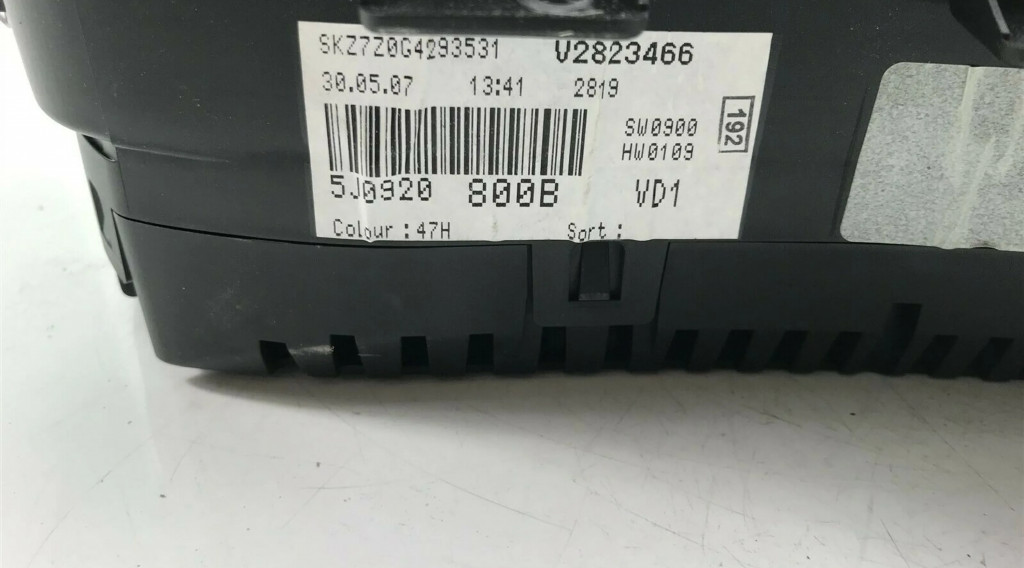 SKZ7Z0G4293531 V2823466
30.05.07 13:41 2819
SW0900
HW0109
192
5J0920 800B VD1
Colour : 47H Sort :